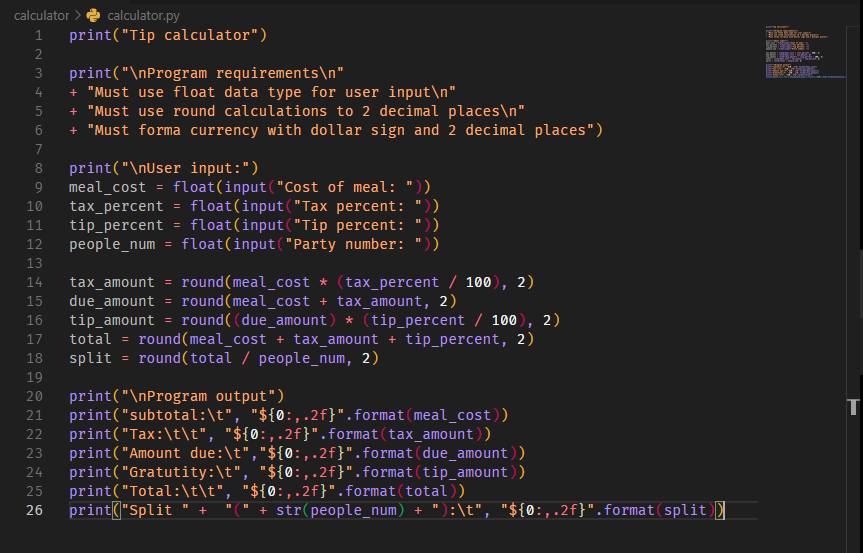 calculator > calculator.py
1 print("Tip calculator")
2
3 print("\nProgram requirements\n"
4 + "Must use float data type for user input\n"
5 + "Must use round calculations to 2 decimal places\n"
6 + "Must forma currency with dollar sign and 2 decimal places")
7
8 print("\nUser input:")
9 meal_cost = float(input("Cost of meal: "))
10 tax_percent = float(input("Tax percent: "))
11 tip_percent = float(input("Tip percent: "))
12 people_num = float(input("Party number: "))
13
14 tax_amount = round(meal_cost * (tax_percent / 100), 2)
15 due_amount = round(meal_cost + tax_amount, 2)
16 tip_amount = round((due_amount) * (tip_percent / 100), 2)
17 total = round(meal_cost + tax_amount + tip_percent, 2)
18 split = round(total / people_num, 2)
19
20 print("\nProgram output")
21 print("subtotal:\t", "${0:,.2f}".format(meal_cost))
22 print("Tax:\t\t", "${0:,.2f}".format(tax_amount))
23 print("Amount due:\t","${0:,.2f}".format(due_amount))
24 print("Gratutity:\t", "${0:,.2f}".format(tip_amount))
25 print("Total:\t\t", "${0:,.2f}".format(total))
26 print("Split " +  "(" + str(people_num) + "):\t", "${0:,.2f}".format(split))